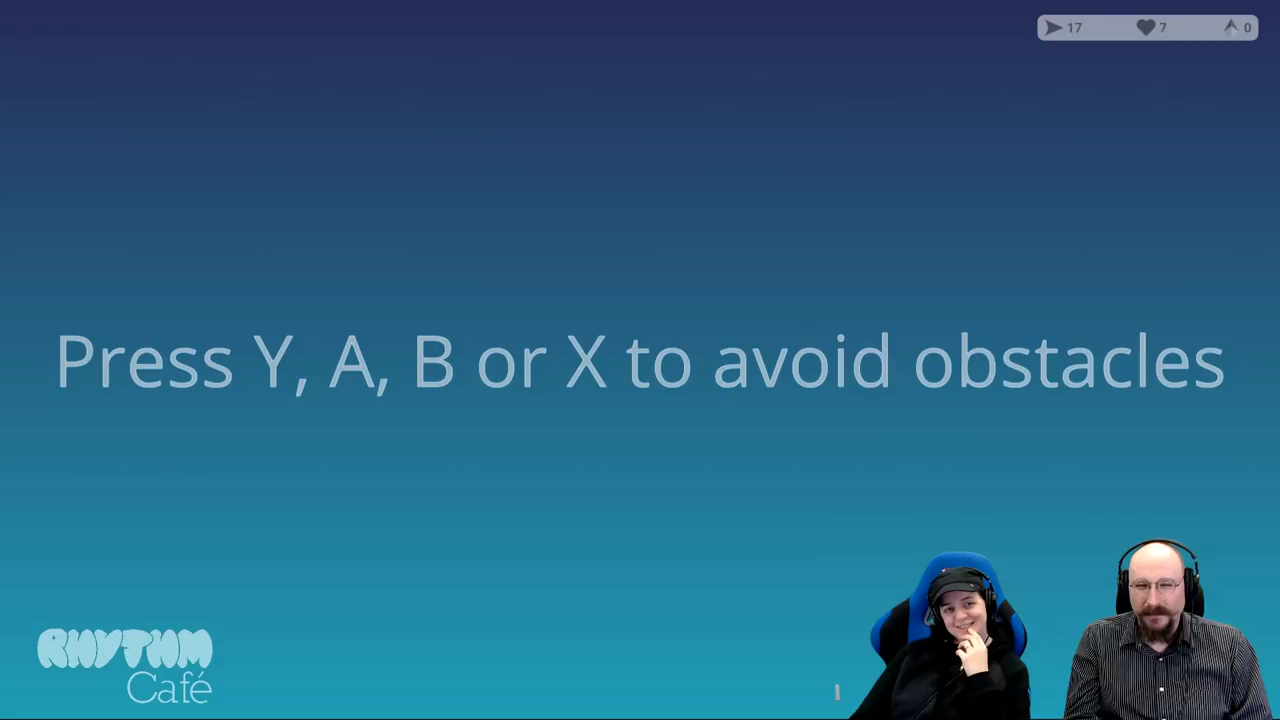 17 7 0
Press Y, A, B or X to avoid obstacles
RHYTHM
Café